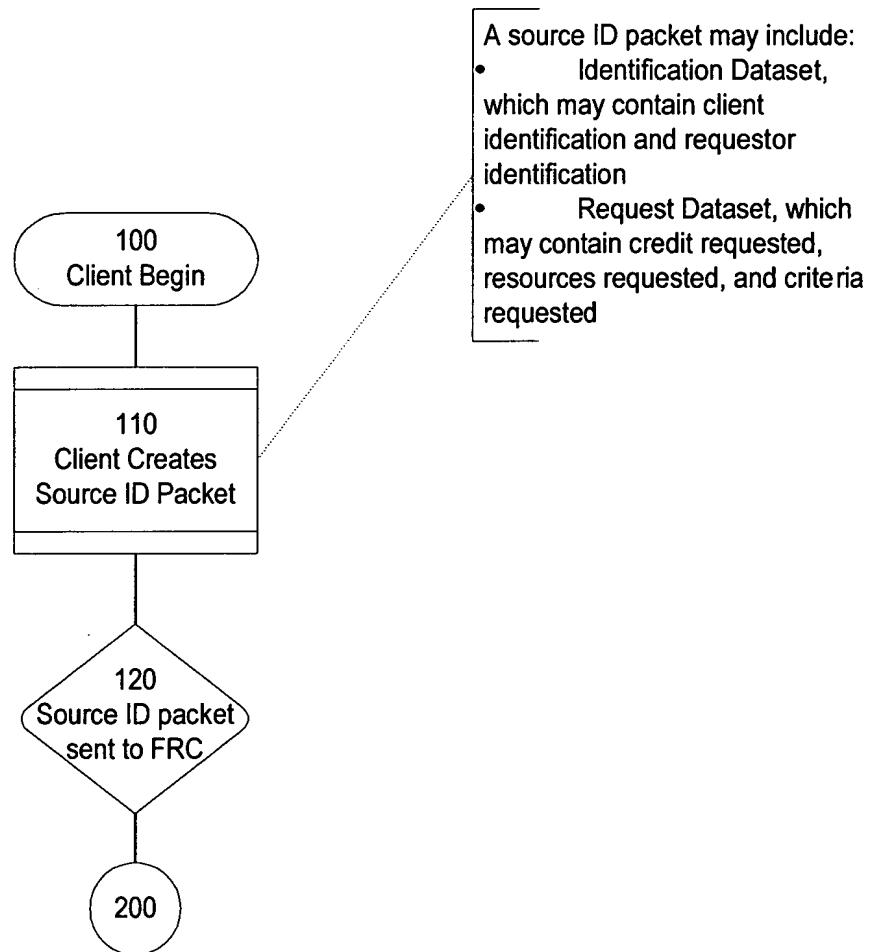 A source ID packet may include:
• Identification Dataset,
which may contain client
identification and requestor
identification
• Request Dataset, which
may contain credit requested,
resources requested, and criteria
requested
100
Client Begin
110
Client Creates
Source ID Packet
120
Source ID packet
sent to FRC
200